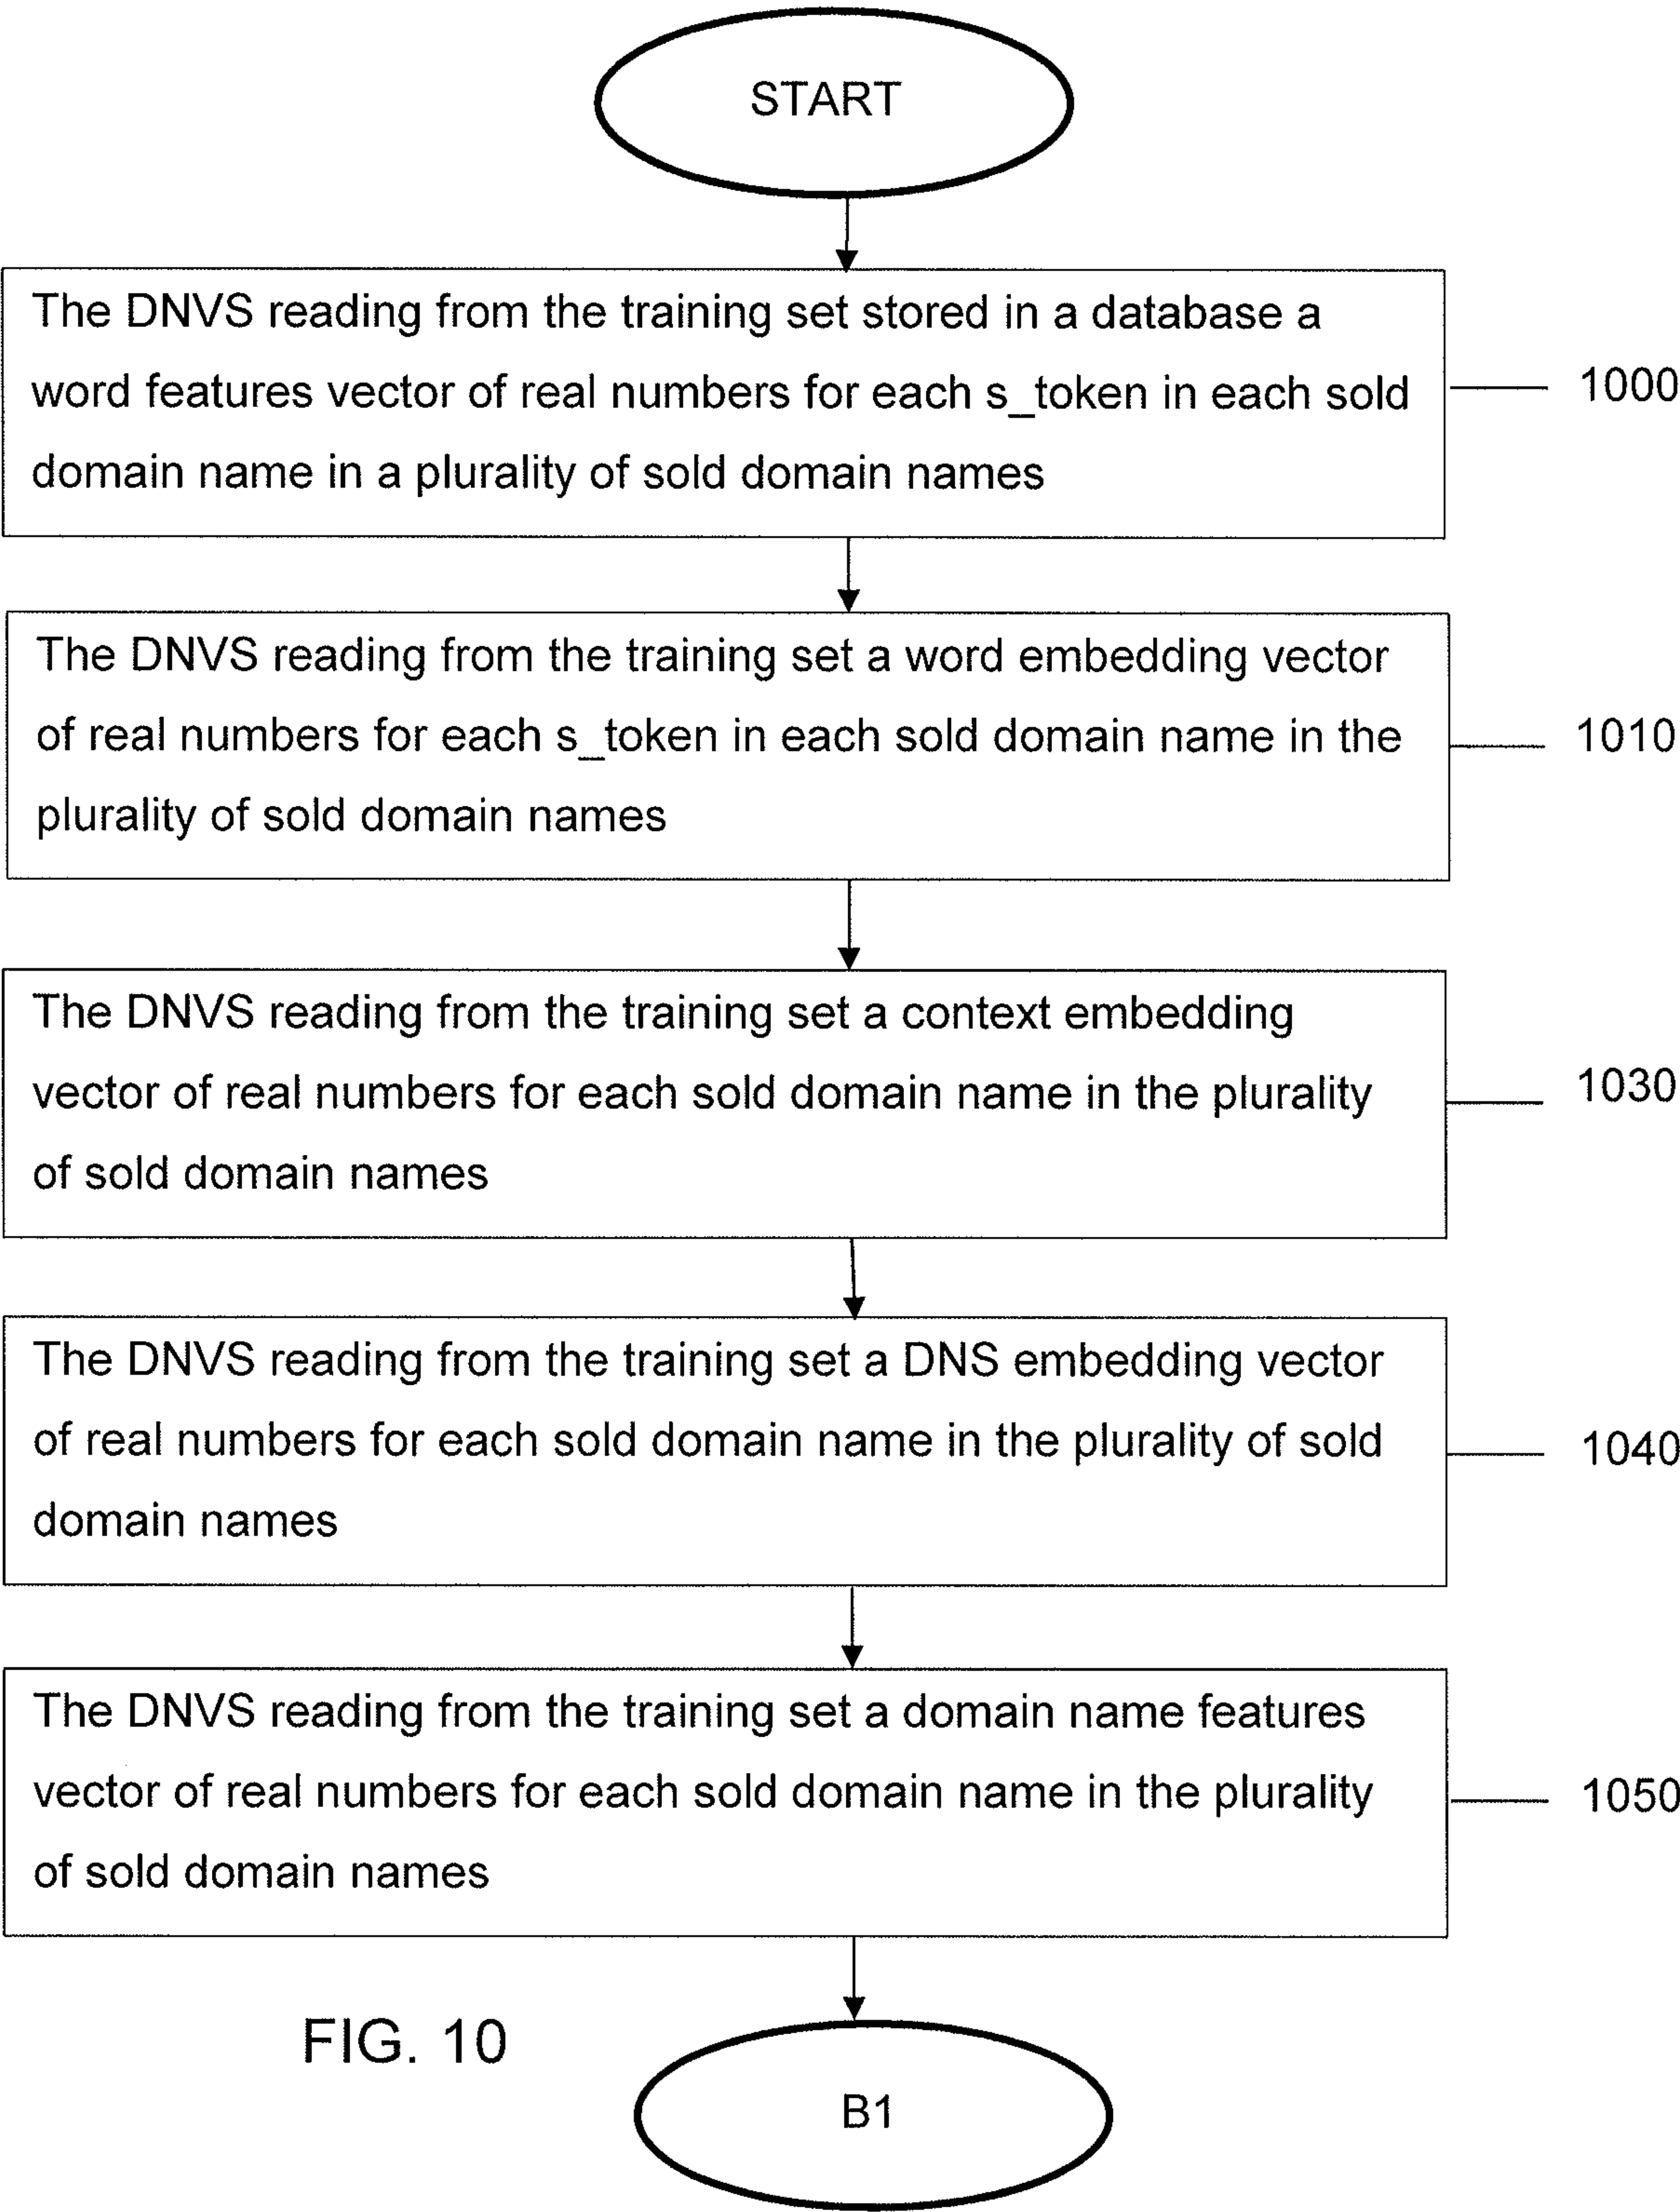 START
The DNVS reading from the training set stored in a database a
word features vector of real numbers for each s_token in each sold
domain name in a plurality of sold domain names
1000
The DNVS reading from the training set a word embedding vector
of real numbers for each s_token in each sold domain name in the
plurality of sold domain names
1010
The DNVS reading from the training set a context embedding
vector of real numbers for each sold domain name in the plurality
of sold domain names
1030
The DNVS reading from the training set a DNS embedding vector
of real numbers for each sold domain name in the plurality of sold
domain names
1040
The DNVS reading from the training set a domain name features
vector of real numbers for each sold domain name in the plurality
of sold domain names
1050
FIG. 10
B1